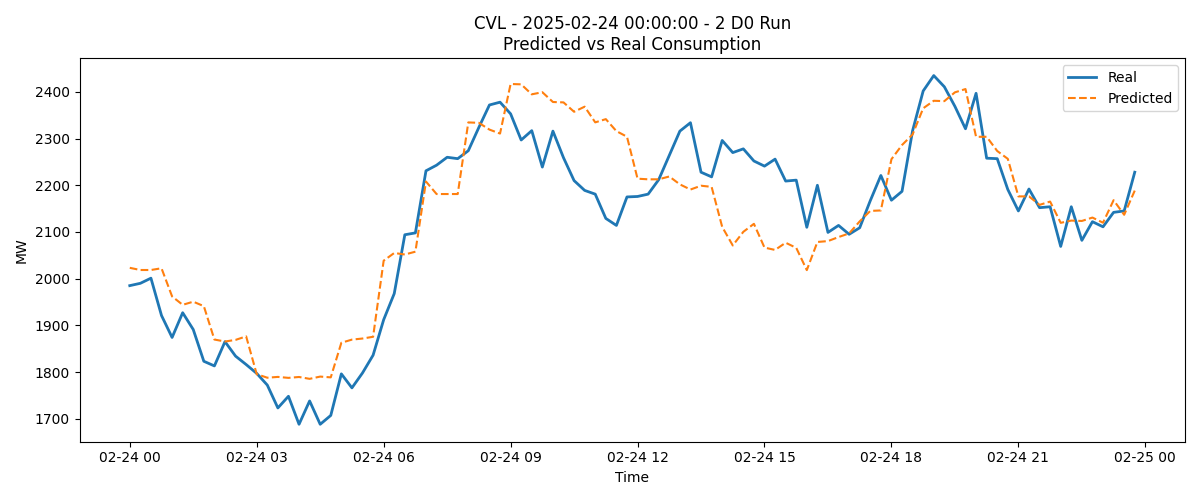 CVL - 2025-02-24 00:00:00 - 2 D0 Run
Predicted vs Real Consumption
Real
Predicted
MW
2400
2300
2200
2100
2000
1900
1800
1700
02-24 00
02-24 03
02-24 06
02-24 09
02-24 12
02-24 15
02-24 18
02-24 21
02-25 00
Time